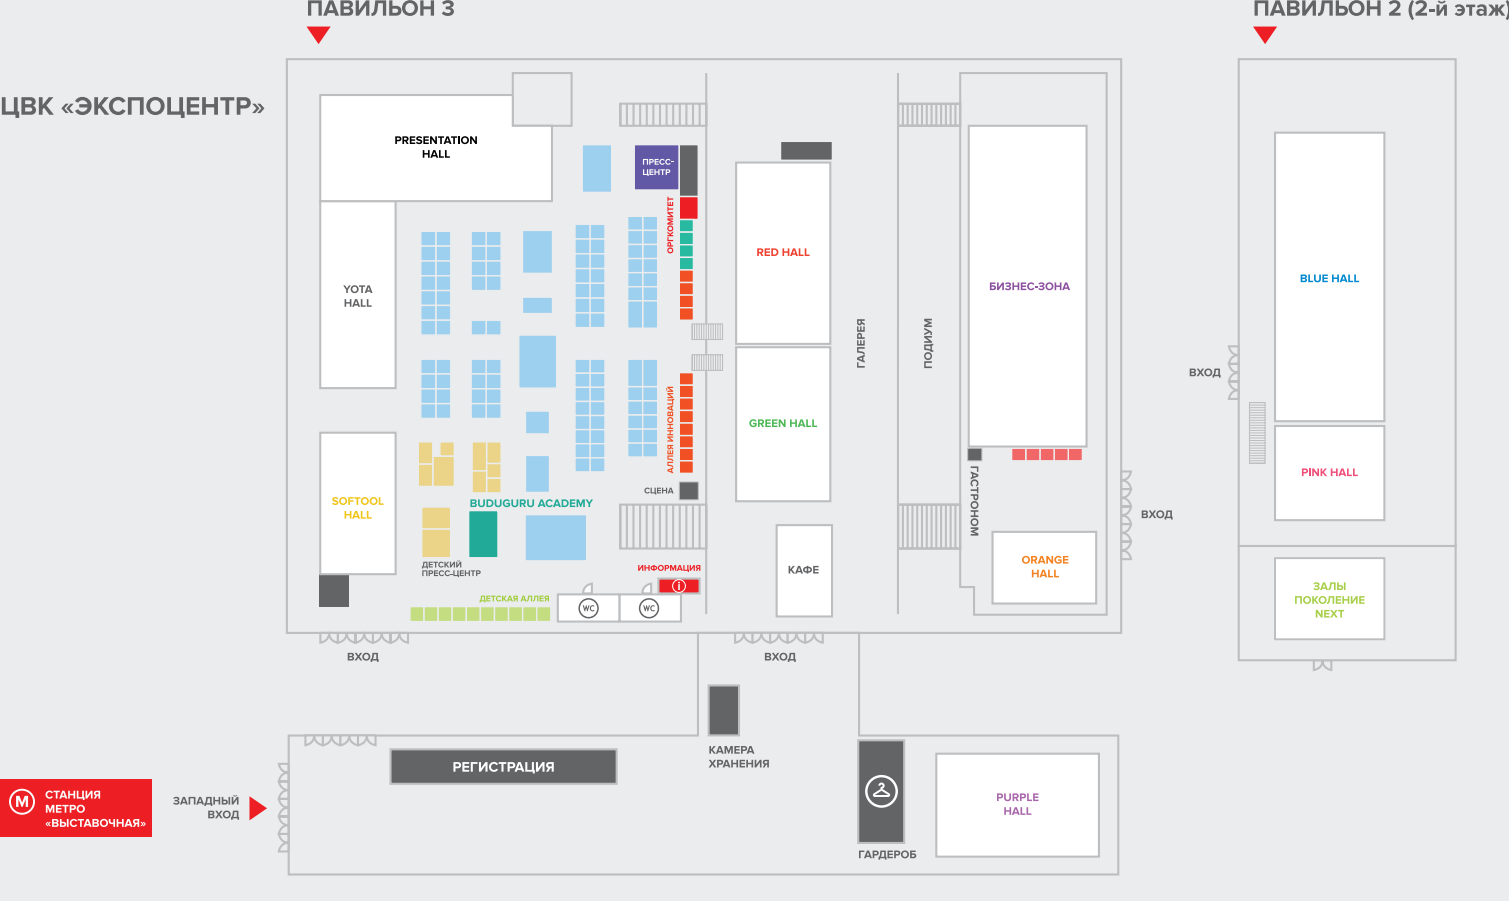 ПАВИЛЬОН 3
ПАВИЛЬОН 2 (2-й этаж)
ЦВК «ЭКСПОЦЕНТР»
PRESENTATION
HALL
ПРЕСС-
ЦЕНТР
ОРГКОМИТЕТ
YOTA
HALL
RED HALL
БИЗНЕС-ЗОНА
BLUE HALL
ГАЛЕРЕЯ
ПОДИУМ
ВХОД
GREEN HALL
АЛЛЕЯ ИННОВАЦИЙ
PINK HALL
СЦЕНА
SOFTOOL
HALL
BUDUGURU ACADEMY
ГАСТРОНОМ
ВХОД
ДЕТСКИЙ
ПРЕСС-ЦЕНТР
ИНФОРМАЦИЯ
i
КАФЕ
ORANGE
HALL
ЗАЛЫ
ПОКОЛЕНИЕ
NEXT
ДЕТСКАЯ АЛЛЕЯ
WC
WC
ВХОД
ВХОД
КАМЕРА
ХРАНЕНИЯ
РЕГИСТРАЦИЯ
М
СТАНЦИЯ
МЕТРО
«ВЫСТАВОЧНАЯ»
ЗАПАДНЫЙ
ВХОД
PURPLE
HALL
ГАРДЕРОБ